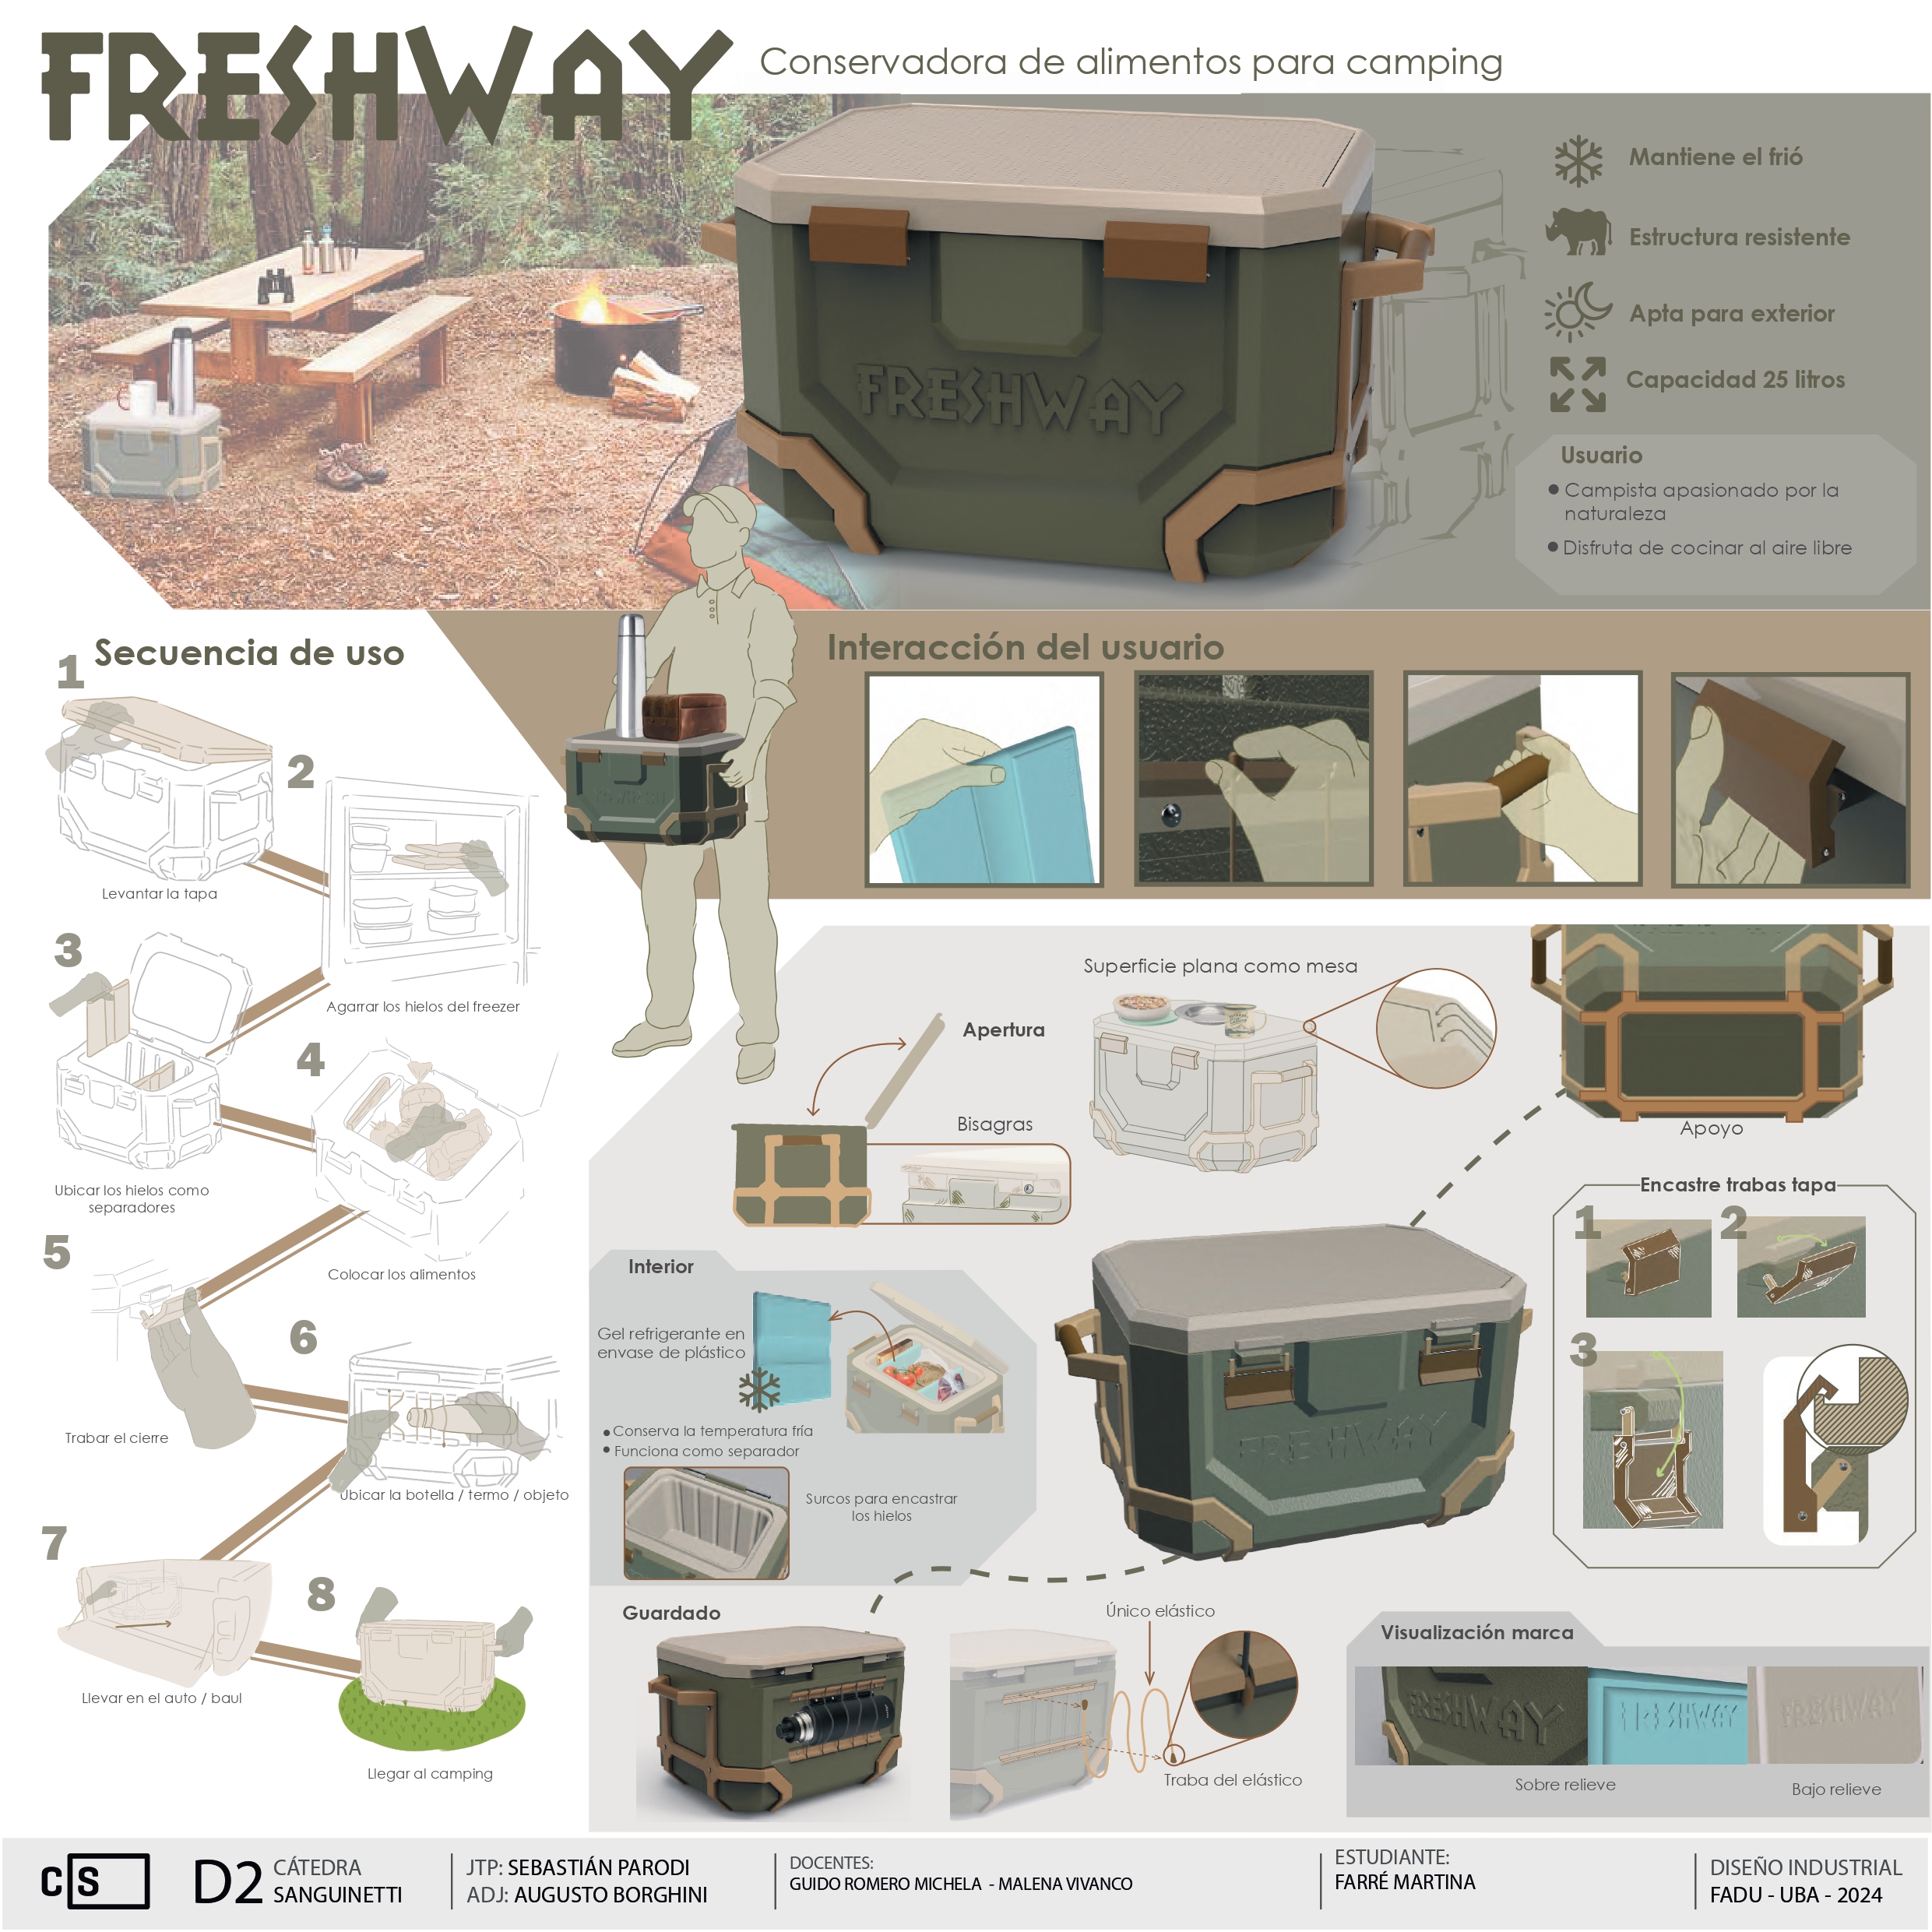 FRESHWAY
Conservadora de alimentos para camping
Mantiene el frió
Estructura resistente
Apta para exterior
Capacidad 25 litros
FRESHWAY
Usuario
Campista apasionado por la
naturaleza
Disfruta de cocinar al aire libre
Secuencia de uso
1
Levantar la tapa
2
Agarrar los hielos del freezer
3
Ubicar los hielos como
separadores
4
Colocar los alimentos
5
Trabar el cierre
6
Ubicar la botella / termo / objeto
7
Llevar en el auto / baul
8
Llegar al camping
Interacción del usuario
Apertura
Bisagras
Superficie plana como mesa
Apoyo
Interior
Gel refrigerante en
envase de plástico
Conserva la temperatura fría
Funciona como separador
Surcos para encastrar
los hielos
FRESHWAY
Encastre trabas tapa
1
2
3
Guardado
Único elástico
Traba del elástico
Visualización marca
FRESHWAY
FRESHWAY
FRESHWAY
Sobre relieve
Bajo relieve
CS
D2
CÁTEDRA
SANGUINETTI
JTP: SEBASTIÁN PARODI
ADJ: AUGUSTO BORGHINI
DOCENTES:
GUIDO ROMERO MICHELA - MALENA VIVANCO
ESTUDIANTE:
FARRÉ MARTINA
DISEÑO INDUSTRIAL
FADU - UBA - 2024